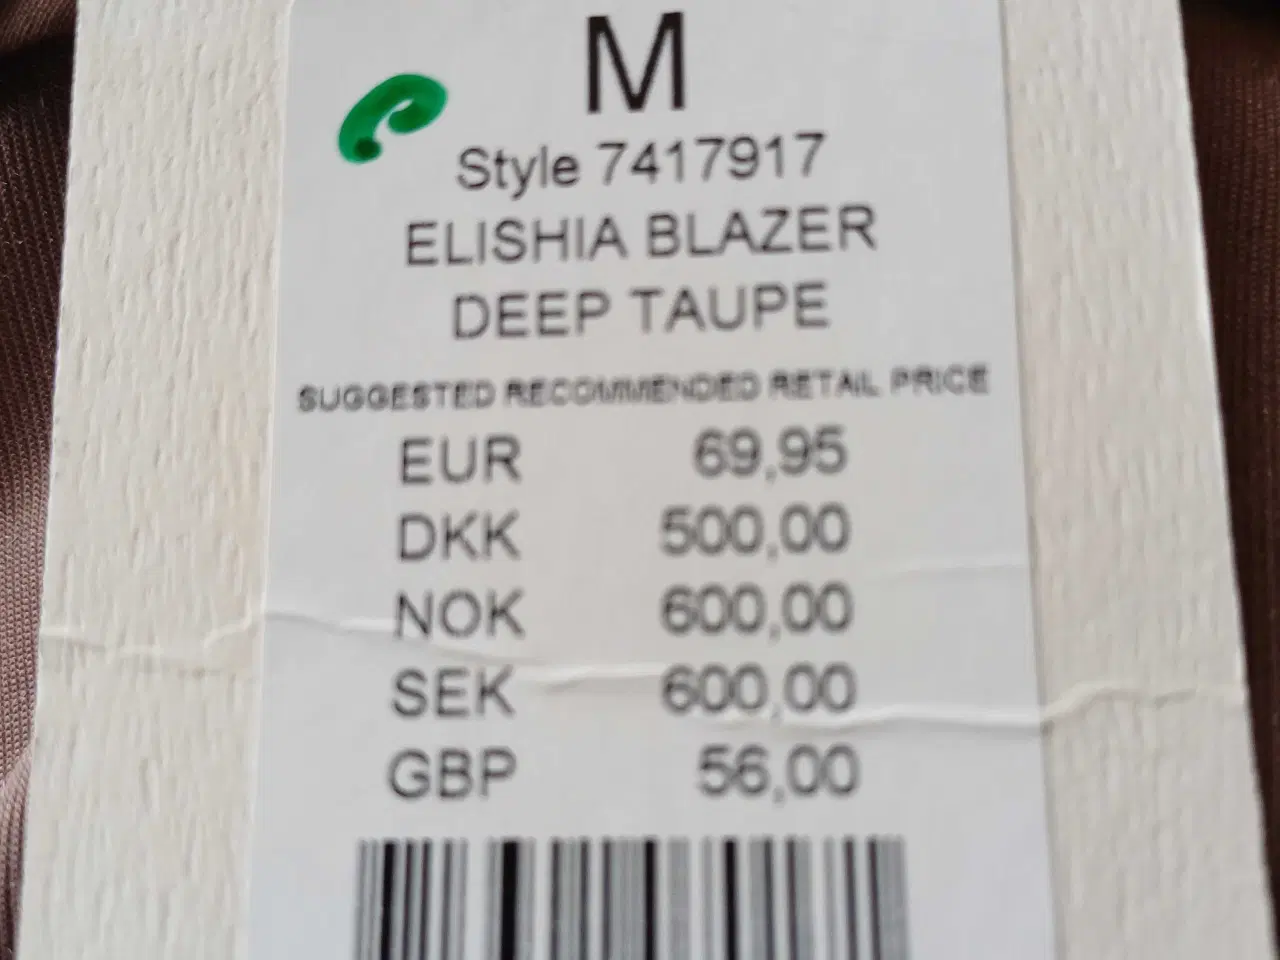 M
Style 7417917
ELISHIA BLAZER
DEEP TAUPE
SUGGESTED RECOMMENDED RETAIL PRICE
EUR 69,95
DKK 500,00
NOK 600,00
SEK 600,00
GBP 56,00